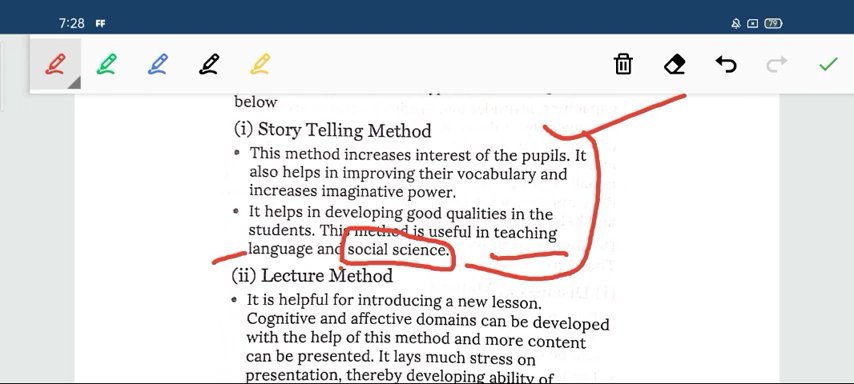 7:28 FF
79
below
(i) Story Telling Method
• This method increases interest of the pupils. It
also helps in improving their vocabulary and
increases imaginative power.
• It helps in developing good qualities in the
students. This method is useful in teaching
language and social science.
(ii) Lecture Method
• It is helpful for introducing a new lesson.
Cognitive and affective domains can be developed
with the help of this method and more content
can be presented. It lays much stress on
presentation, thereby developing ability of